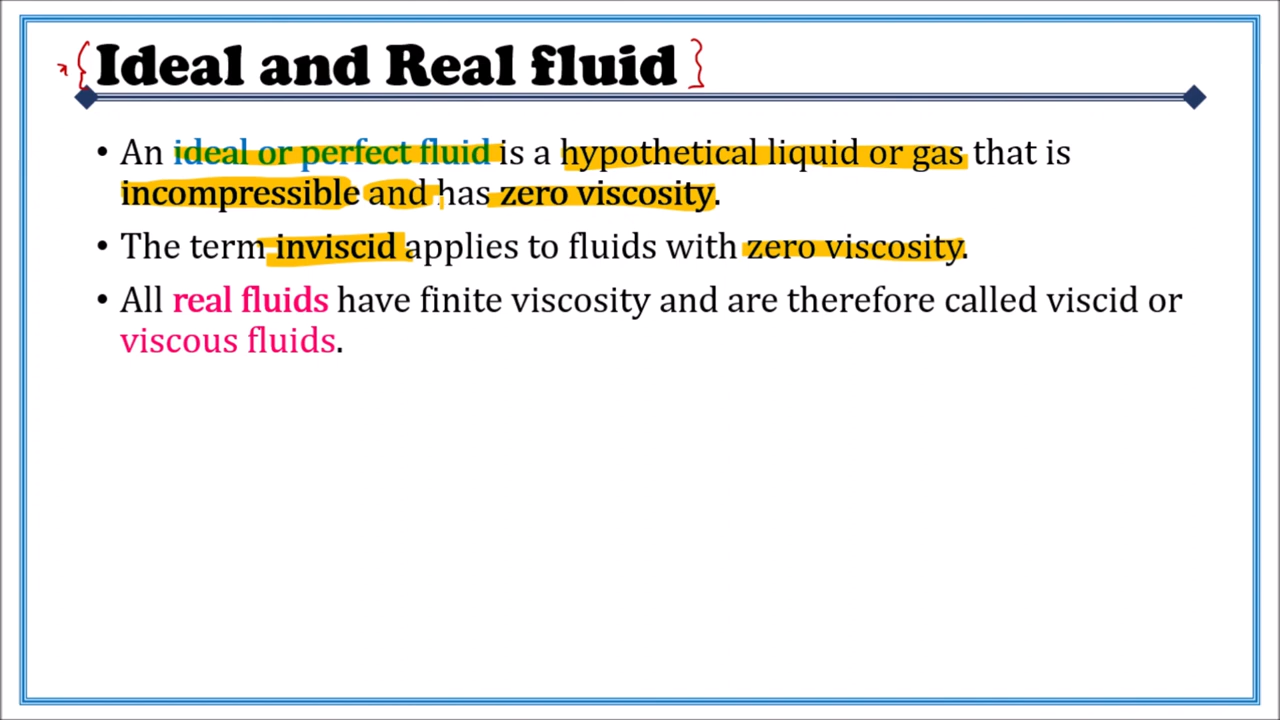 Ideal and Real fluid
• An ideal or perfect fluid is a hypothetical liquid or gas that is
incompressible and has zero viscosity.
• The term inviscid applies to fluids with zero viscosity.
• All real fluids have finite viscosity and are therefore called viscid or
viscous fluids.